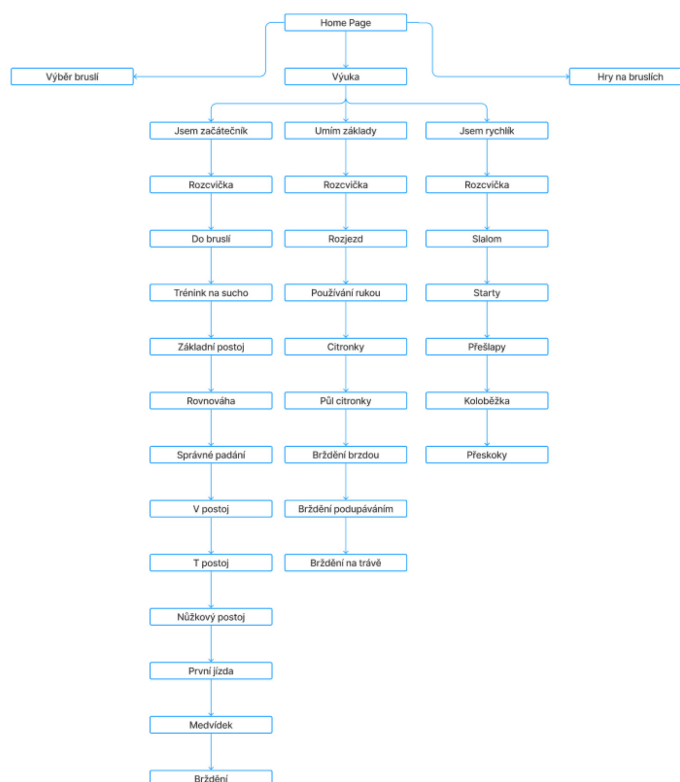 Home Page
Výběr bruslí
Výuka
Hry na bruslích
Jsem začátečník
Umím základy
Jsem rychlík
Rozcvička
Rozcvička
Rozcvička
Do bruslí
Rozjezd
Slalom
Trénink na sucho
Používání rukou
Starty
Základní postoj
Citronky
Přešlapy
Rovnováha
Půl citronky
Koloběžka
Správné padání
Brždění brzdou
Přeskoky
V postoj
Brždění podupáváním
T postoj
Brždění na trávě
Nůžkový postoj
První jízda
Medvídek
Brždění